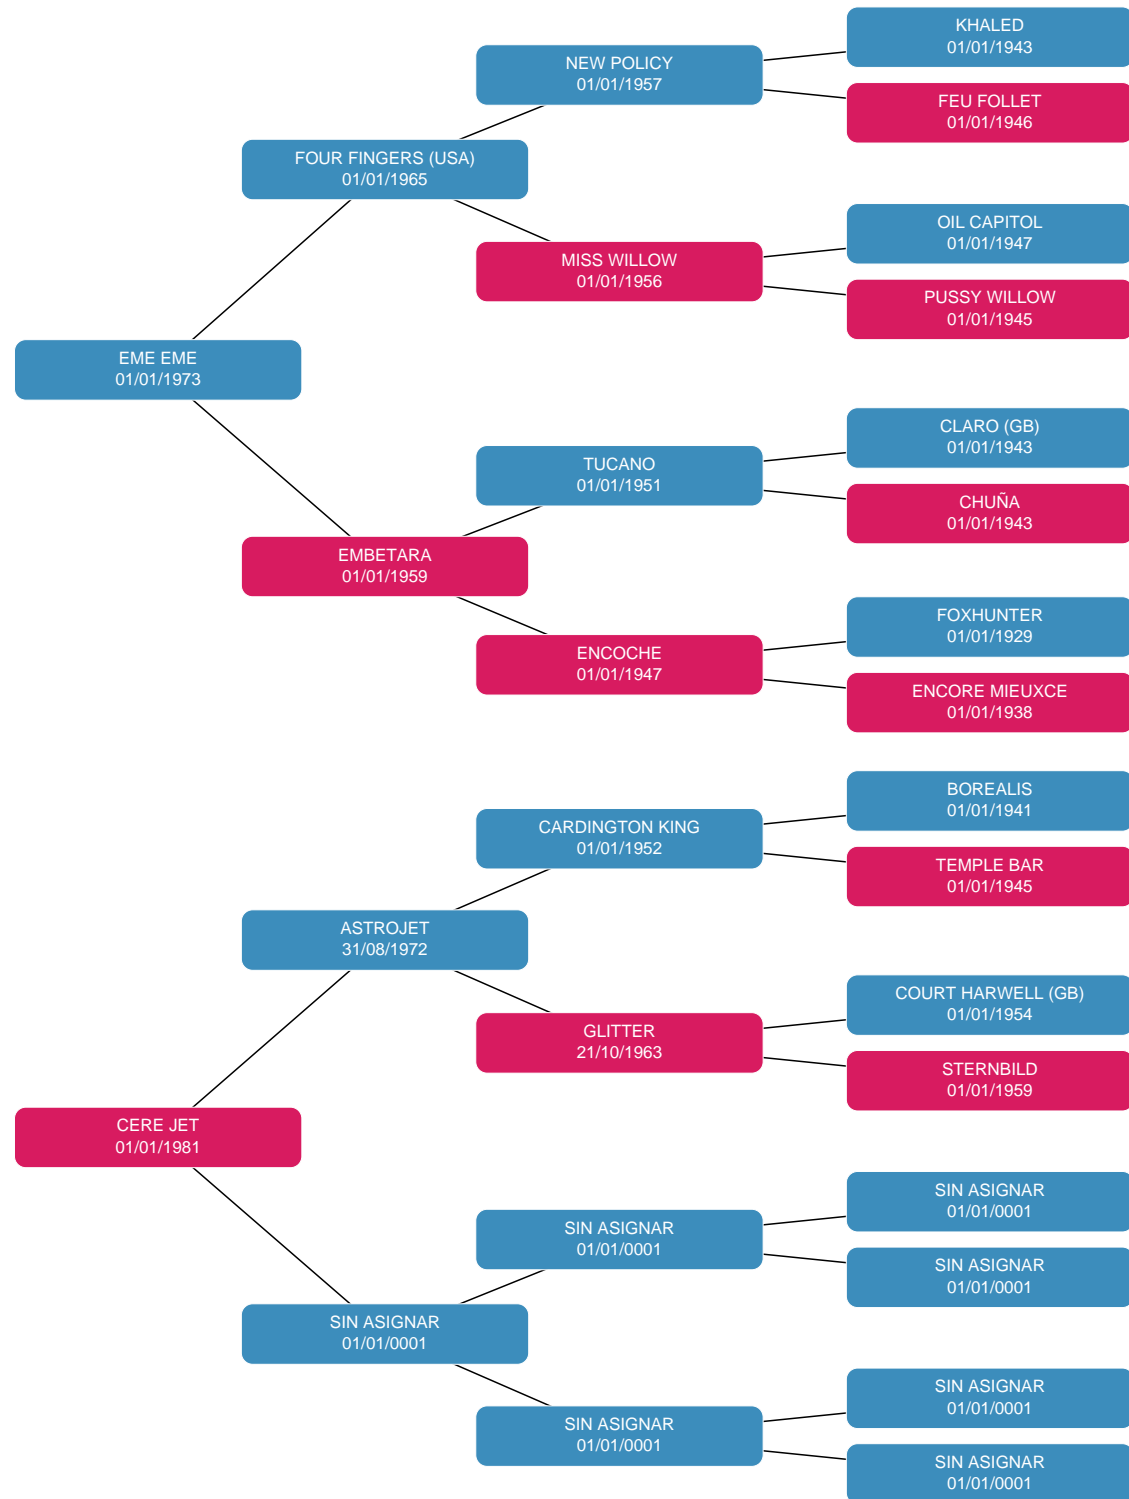 KHALED
01/01/1943
NEW POLICY
01/01/1957
FEU FOLLET
01/01/1946
FOUR FINGERS (USA)
01/01/1965
OIL CAPITOL
01/01/1947
MISS WILLOW
01/01/1956
PUSSY WILLOW
01/01/1945
EME EME
01/01/1973
CLARO (GB)
01/01/1943
TUCANO
01/01/1951
CHUÑA
01/01/1943
EMBETARA
01/01/1959
FOXHUNTER
01/01/1929
ENCOCHE
01/01/1947
ENCORE MIEUXCE
01/01/1938
BOREALIS
01/01/1941
CARDINGTON KING
01/01/1952
TEMPLE BAR
01/01/1945
ASTROJET
31/08/1972
COURT HARWELL (GB)
01/01/1954
GLITTER
21/10/1963
STERNBILD
01/01/1959
CERE JET
01/01/1981
SIN ASIGNAR
01/01/0001
SIN ASIGNAR
01/01/0001
SIN ASIGNAR
01/01/0001
SIN ASIGNAR
01/01/0001
SIN ASIGNAR
01/01/0001
SIN ASIGNAR
01/01/0001
SIN ASIGNAR
01/01/0001